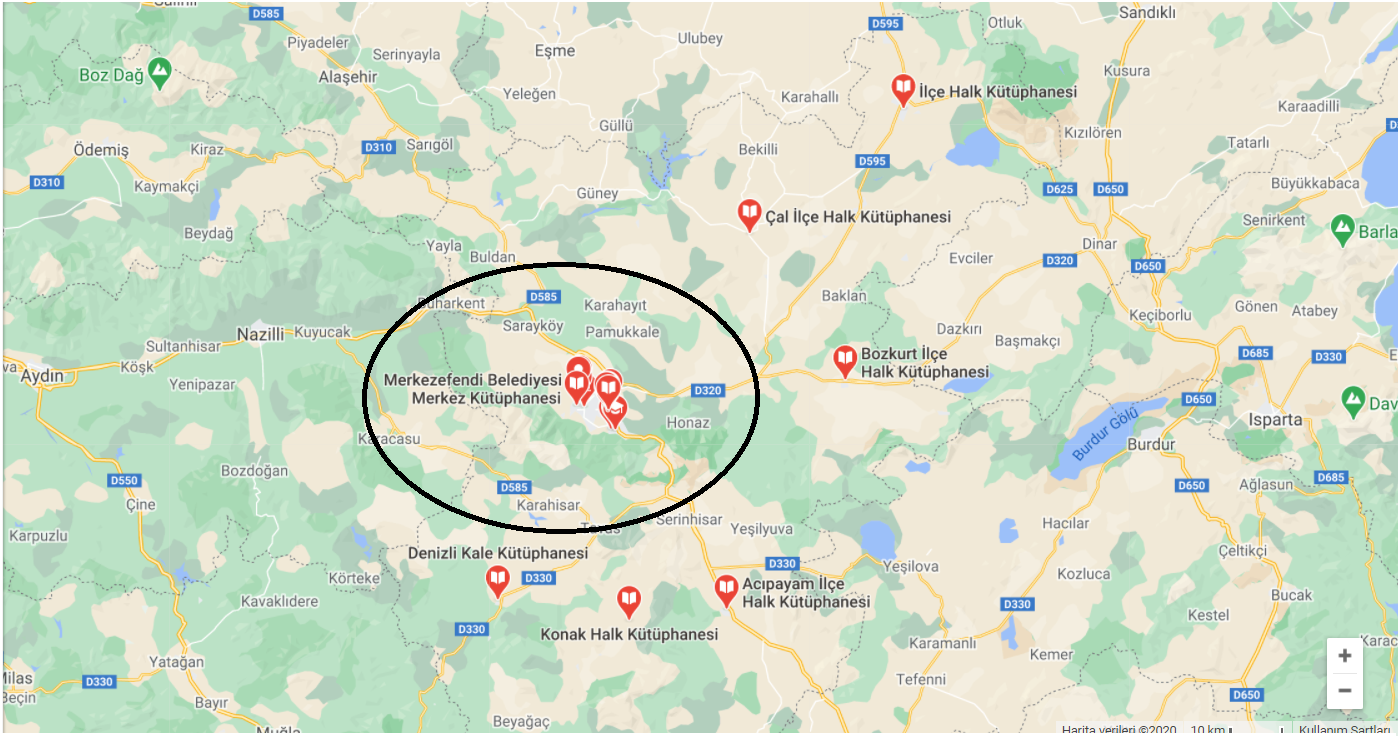 Salihli
D585
D595
Otluk
Sandıklı
Piyadeler
Serinyayla
Eşme
Ulubey
Boz Dağ
Alaşehir
Kusura
Yeleğen
Karahallı
İlçe Halk Kütüphanesi
Karaadilli
Güllü
Kızılören
Ödemiş
Kiraz
D310
Sarıgöl
Bekilli
D595
Tatarlı
D310
Kaymakçı
Güney
D625
D650
Büyükkabaca
Çal İlçe Halk Kütüphanesi
Senirkent
Beydağ
Barla
Yayla
Dinar
Buldan
Evciler
D320
D650
Buharkent
D585
Karahayıt
Baklan
Gönen
Atabey
Keçiborlu
Sarayköy
Pamukkale
Dazkırı
Başmakçı
Nazilli
Kuyucak
Sultanhisar
Köşk
Bozkurt İlçe
Halk Kütüphanesi
D685
D330
Aydın
Yenipazar
Merkezefendi Belediyesi
Merkez Kütüphanesi
D320
D650
Dav
Honaz
Burdur Gölü
Isparta
Karacasu
Burdur
Bozdoğan
D550
D585
D650
Ağlasun
D685
Çine
Karahisar
Serinhisar
Yeşilyuva
Hacılar
Karpuzlu
Tavas
Denizli Kale Kütüphanesi
Çeltikçi
Körteke
D330
D330
Yeşilova
Kozluca
Acıpayam İlçe
Halk Kütüphanesi
Bucak
Kavaklıdere
D330
Kestel
D330
Konak Halk Kütüphanesi
Karamanlı
Kemer
Karac
Yatağan
Milas
D330
Beçin
Tefenni
D650
Bayır
Beyağaç
Muğla
Harita verileri ©2020
10 km
Kullanım Şartları